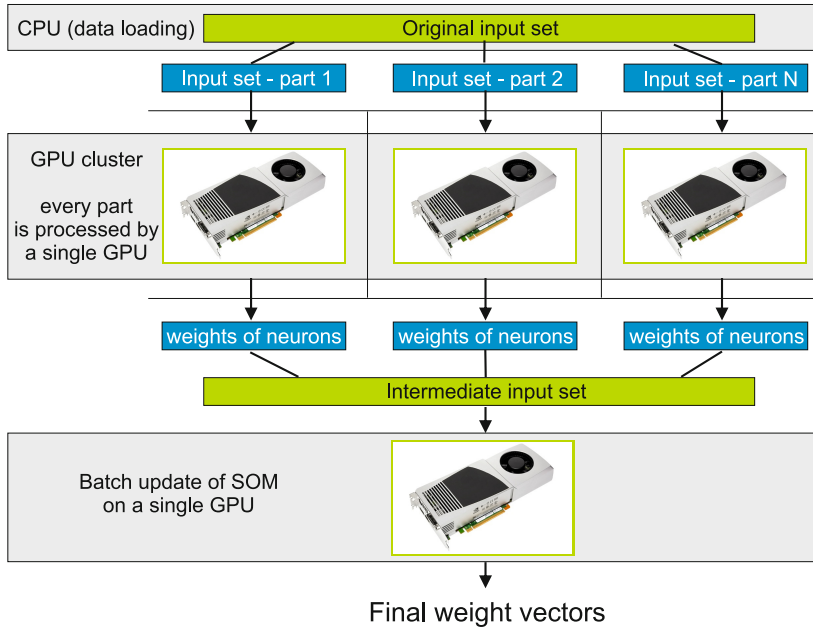 CPU (data loading)
Original input set
Input set - part 1
Input set - part 2
Input set - part N
GPU cluster
every part
is processed by
a single GPU
weights of neurons
weights of neurons
weights of neurons
Intermediate input set
Batch update of SOM
on a single GPU
Final weight vectors